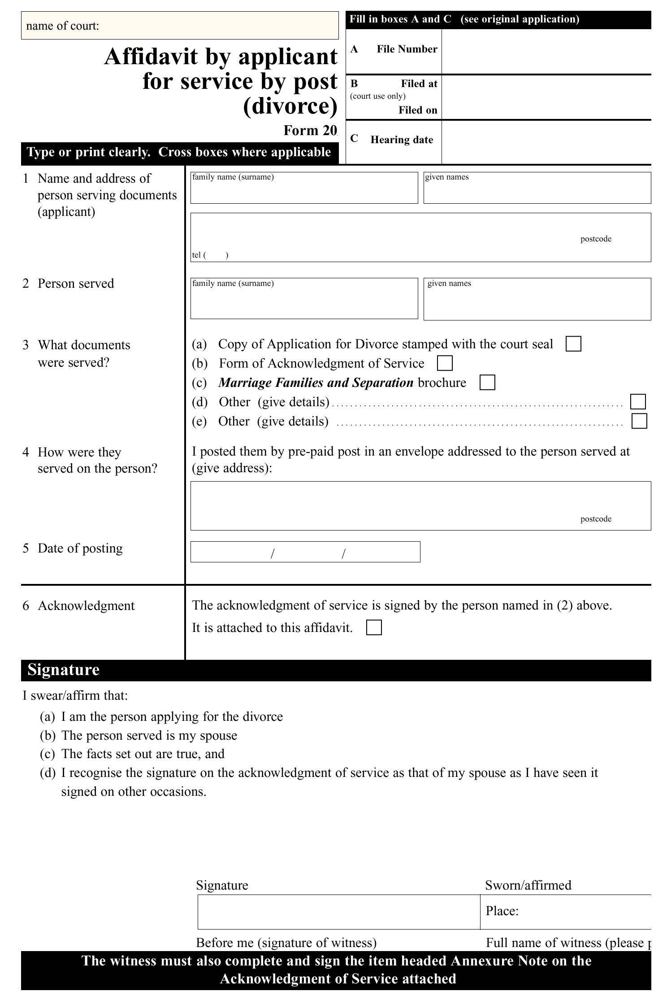 name of court:
Affidavit by applicant
for service by post
(divorce)
Form 20
Type or print clearly. Cross boxes where applicable
Fill in boxes A and C (see original application)
A File Number
B Filed at
(court use only)
Filed on
C Hearing date
1 Name and address of
person serving documents
(applicant)
family name (surname)
given names
postcode
tel ( )
2 Person served
family name (surname)
given names
3 What documents
were served?
(a) Copy of Application for Divorce stamped with the court seal
(b) Form of Acknowledgment of Service
(c) Marriage Families and Separation brochure
(d) Other (give details)
(e) Other (give details)
4 How were they
served on the person?
I posted them by pre-paid post in an envelope addressed to the person served at
(give address):
postcode
5 Date of posting
/ /
6 Acknowledgment
The acknowledgment of service is signed by the person named in (2) above.
It is attached to this affidavit.
Signature
I swear/affirm that:
(a) I am the person applying for the divorce
(b) The person served is my spouse
(c) The facts set out are true, and
(d) I recognise the signature on the acknowledgment of service as that of my spouse as I have seen it
signed on other occasions.
Signature
Sworn/affirmed
Place:
Before me (signature of witness)
Full name of witness (please
The witness must also complete and sign the item headed Annexure Note on the
Acknowledgment of Service attached